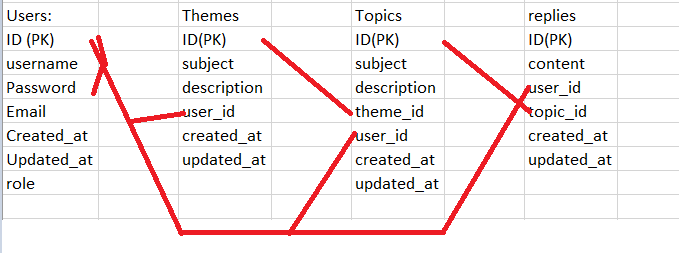 Users: Themes Topics replies
ID (PK) ID(PK) ID(PK) ID(PK)
username subject subject content
Password description description user_id
Email user_id theme_id topic_id
Created_at created_at user_id created_at
Updated_at updated_at created_at updated_at
role updated_at